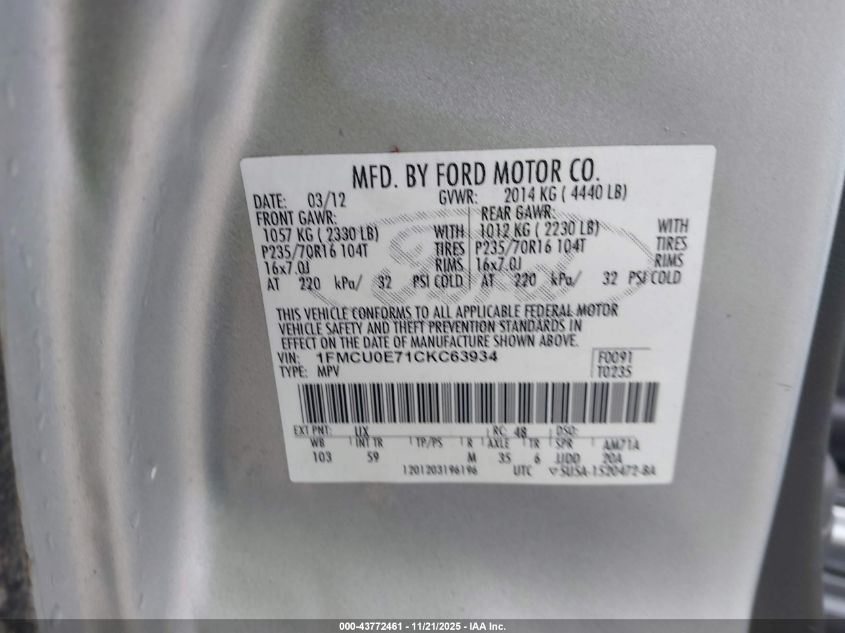 MFD. BY FORD MOTOR CO.
DATE: 03/12 GVWR: 2014 KG ( 4440 LB)
FRONT GAWR: REAR GAWR:
1057 KG ( 2330 LB) WITH 1012 KG ( 2230 LB) WITH
P235/70R16 104T TIRES P235/70R16 104T TIRES
16x7.0J RIMS 16x7.0J RIMS
AT 220 kPa/ 32 PSI COLD AT 220 kPa/ 32 PSI COLD
THIS VEHICLE CONFORMS TO ALL APPLICABLE FEDERAL MOTOR
VEHICLE SAFETY AND THEFT PREVENTION STANDARDS IN
EFFECT ON THE DATE OF MANUFACTURE SHOWN ABOVE.
VIN: 1FMCU0E71CKC63934 F0091
TYPE: MPV T0235
EXT PNT: UX RC: 48 DSO:
WB INT TR TP/PS R AXLE TR SPR AM71A
103 59 M 35 6 JJDD 20A
1201203196196 UTC ▽5U5A-1520472-BA
000-43772461 - 11/21/2025 - IAA Inc.